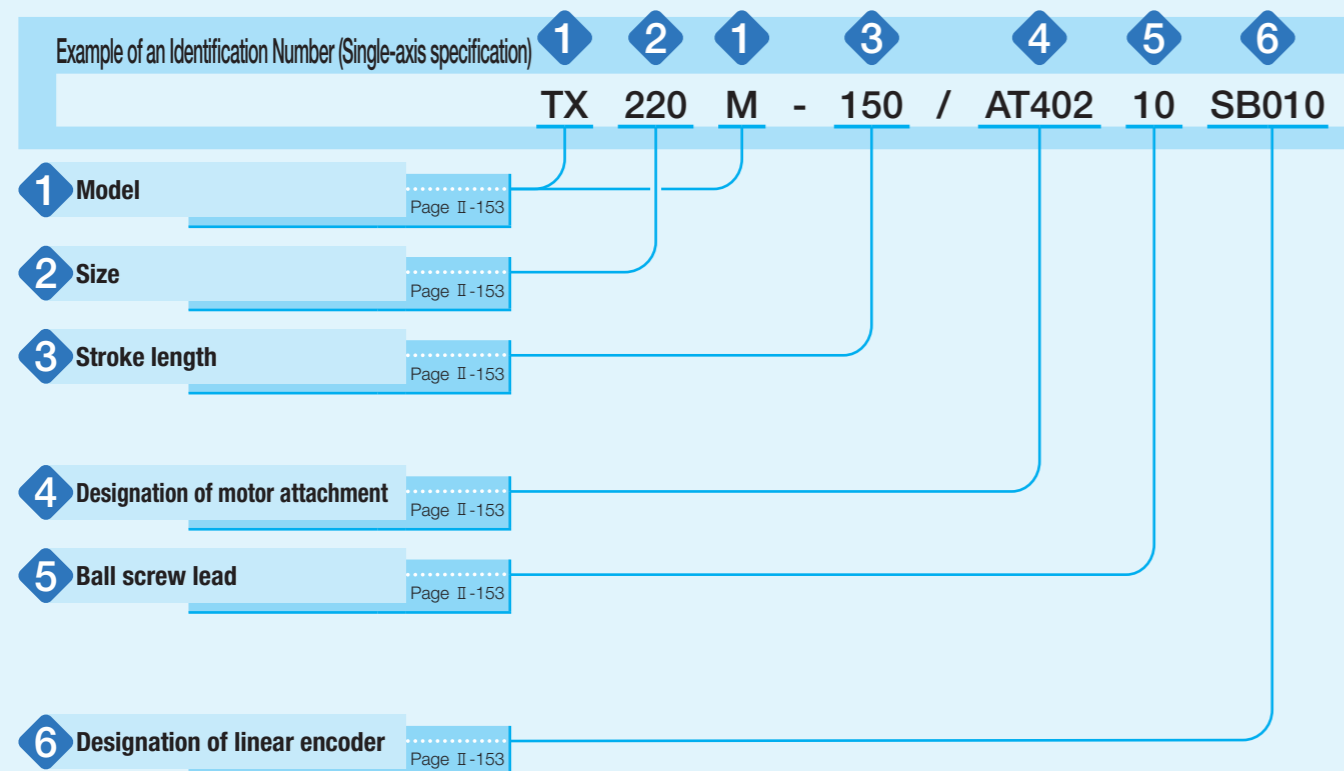 Example of an Identification Number (Single-axis specification) 1 2 1 3 4 5 6
TX 220 M - 150 / AT402 10 SB010
1 Model
Page Ⅱ-153
2 Size
Page Ⅱ-153
3 Stroke length
Page Ⅱ-153
4 Designation of motor attachment
Page Ⅱ-153
5 Ball screw lead
Page Ⅱ-153
6 Designation of linear encoder
Page Ⅱ-153